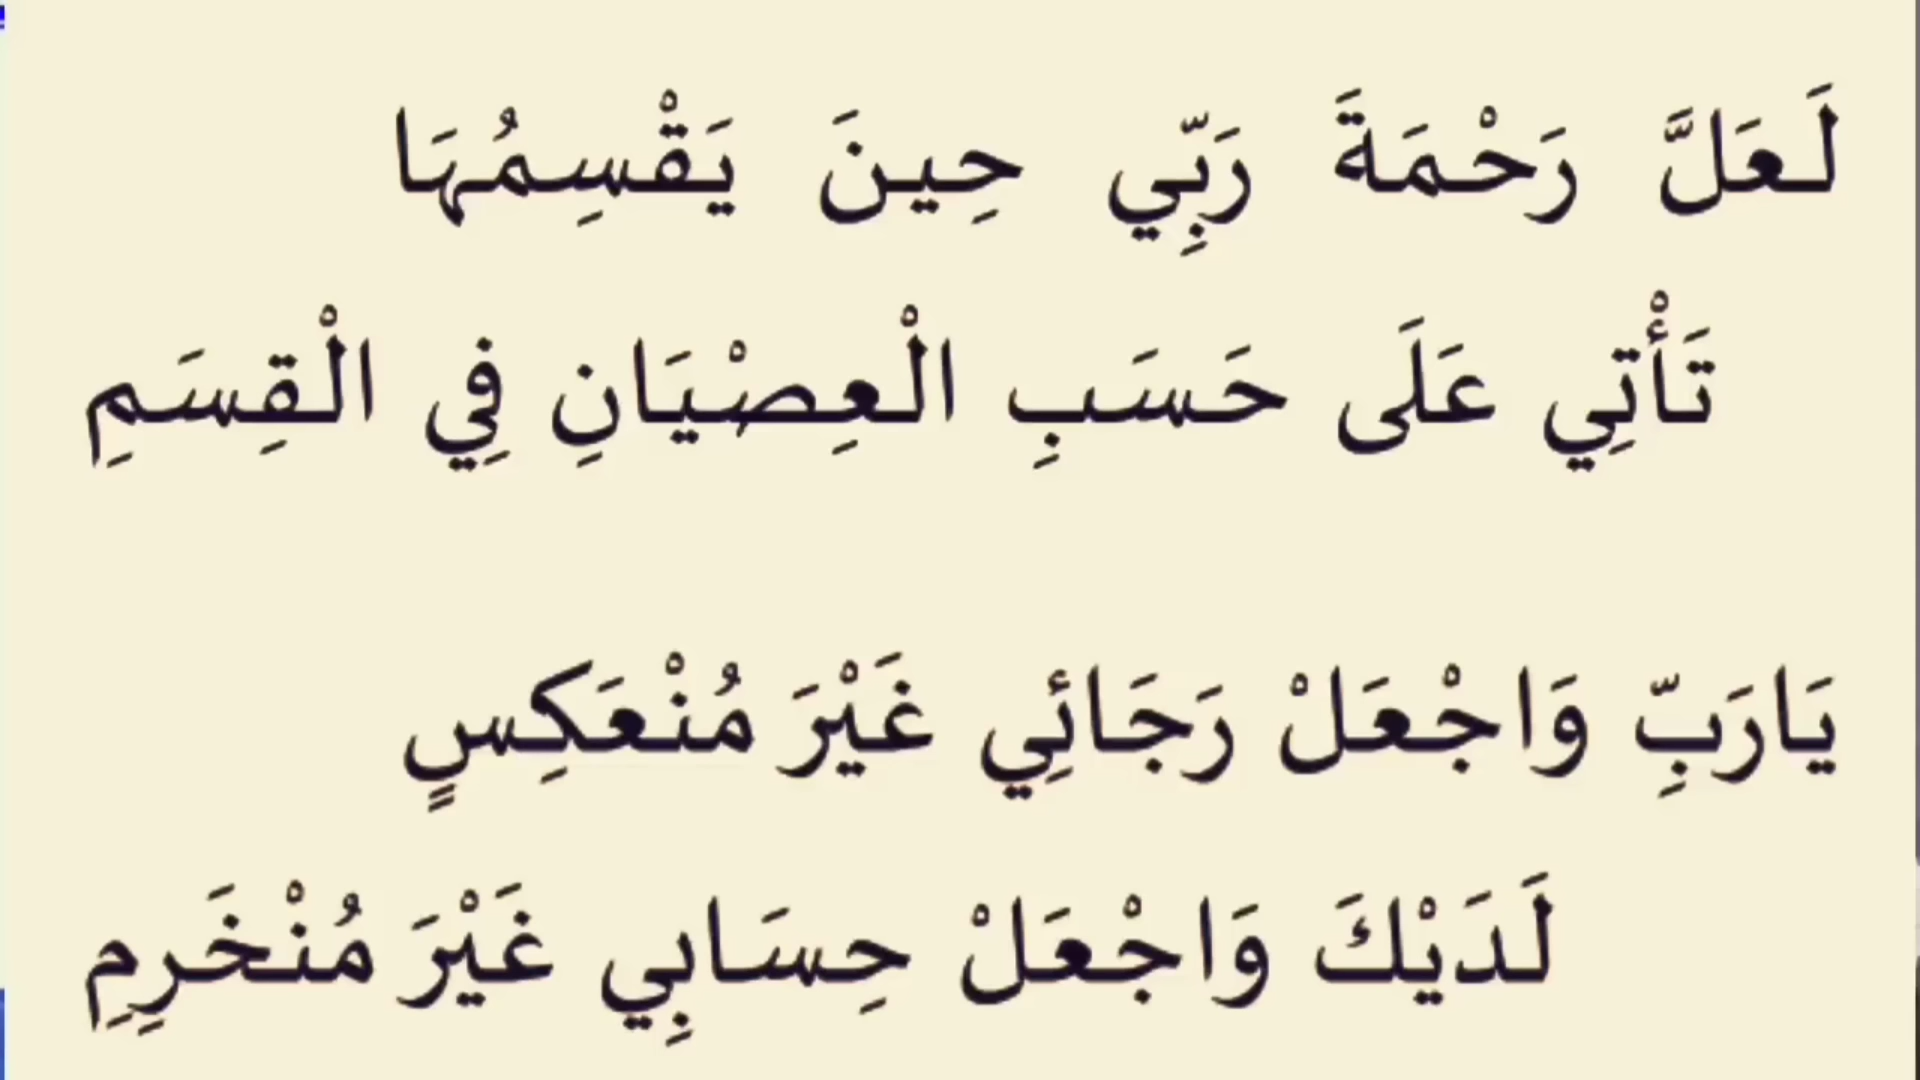 لَعَلَّ رَحْمَةَ رَبِّي حِينَ يَقْسِمُهَا
تَأْتِي عَلَى حَسَبِ الْعِصْيَانِ فِي الْقِسَمِ
يَارَبِّ وَاجْعَلْ رَجَائِي غَيْرَ مُنْعَكِسٍ
لَدَيْكَ وَاجْعَلْ حِسَابِي غَيْرَ مُنْخَرِمِ